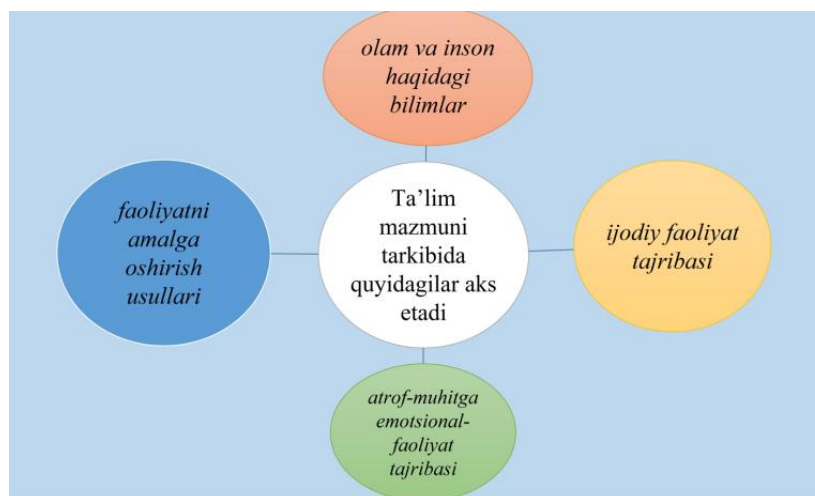 olam va inson
haqidagi
bilimlar
faoliyatni
amalga
oshirish
usullari
Ta’lim
mazmuni
tarkibida
quyidagilar aks
etadi
ijodiy faoliyat
tajribasi
atrof-muhitga
emotsional-
faoliyat
tajribasi